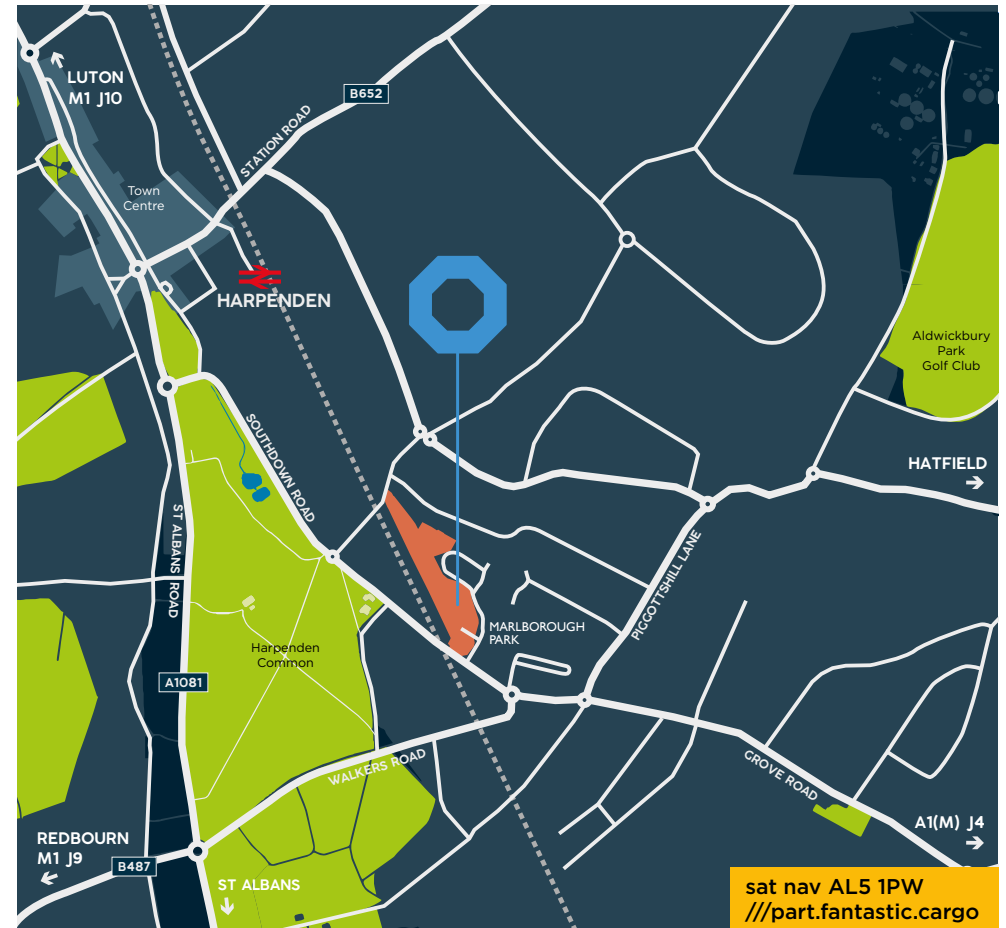 LUTON
M1 J10
B652
STATION ROAD
Town
Centre
HARPENDEN
Aldwickbury
Park
Golf Club
SOUTHDOWN ROAD
HATFIELD
ST ALBANS ROAD
PIGGOTTSHILL LANE
MARLBOROUGH
PARK
Harpenden
Common
A1081
WALKERS ROAD
GROVE ROAD
A1(M) J4
REDBOURN
M1 J9
B487
ST ALBANS
sat nav AL5 1PW
///part.fantastic.cargo